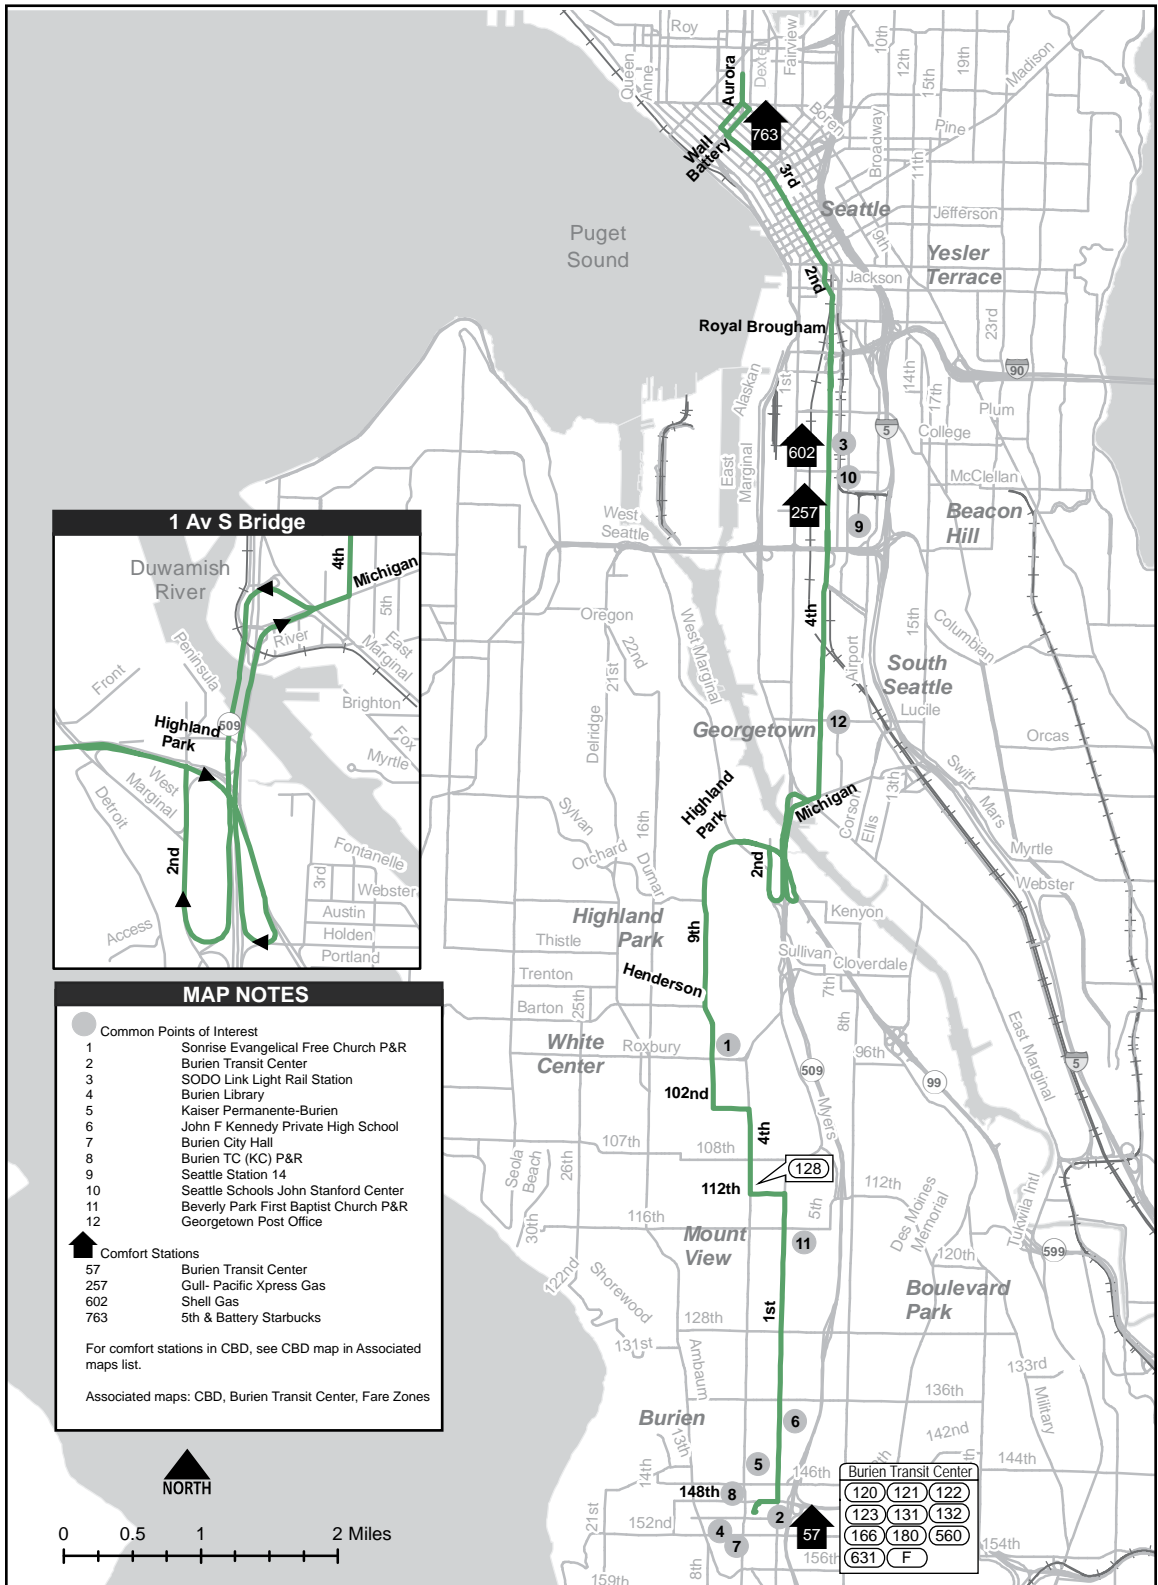 Roy
Queen
Anne
Aurora
Dexter
Fairview
10th
12th
15th
19th
Madison
763
Boren
Broadway
Pine
11th
Wall
Battery
3rd
Seattle
Jefferson
9th
Yesler
Terrace
Puget
Sound
2nd
Jackson
23rd
Royal Brougham
90
Alaskan
1st
14th
17th
Plum
5
College
602
3
East
Marginal
10
McClellan
257
West
Seattle
9
Beacon
Hill
1 Av S Bridge
Duwamish
River
4th
Michigan
5th
East
Marginal
River
Peninsula
Front
Brighton
Highland
Park
509
Fox
Myrtle
West
Marginal
Detroit
2nd
Fontanelle
3rd
Webster
Austin
Access
Holden
Portland
Oregon
22nd
21st
West Marginal
4th
Airport
15th
Columbian
South
Seattle
Lucile
Delridge
Georgetown
12
Orcas
Swift
Mars
Highland
Park
Michigan
Corson
Ellis
13th
Sylvan
16th
Orchard
Dumar
2nd
Myrtle
Webster
Highland
Park
9th
Kenyon
Thistle
Sullivan
Cloverdale
Trenton
Henderson
7th
Barton
25th
8th
East Marginal
White
Center
Roxbury
1
96th
509
99
5
102nd
Myers
4th
107th
108th
128
Seola
Beach
26th
112th
112th
5th
Des Moines
Memorial
Tukwila Intl
30th
116th
Mount
View
11
120th
599
122nd
Shorewood
Boulevard
Park
1st
128th
131st
Ambaum
133rd
136th
Military
Burien
6
13th
142nd
144th
14th
5
146th
148th
8
21st
152nd
2
4
7
57
156th
154th
159th
8th
MAP NOTES
Common Points of Interest
1 Sonrise Evangelical Free Church P&R
2 Burien Transit Center
3 SODO Link Light Rail Station
4 Burien Library
5 Kaiser Permanente-Burien
6 John F Kennedy Private High School
7 Burien City Hall
8 Burien TC (KC) P&R
9 Seattle Station 14
10 Seattle Schools John Stanford Center
11 Beverly Park First Baptist Church P&R
12 Georgetown Post Office
Comfort Stations
57 Burien Transit Center
257 Gull- Pacific Xpress Gas
602 Shell Gas
763 5th & Battery Starbucks
For comfort stations in CBD, see CBD map in Associated
maps list.
Associated maps: CBD, Burien Transit Center, Fare Zones
NORTH
0 0.5 1 2 Miles
Burien Transit Center
120 121 122
123 131 132
166 180 560
631 F